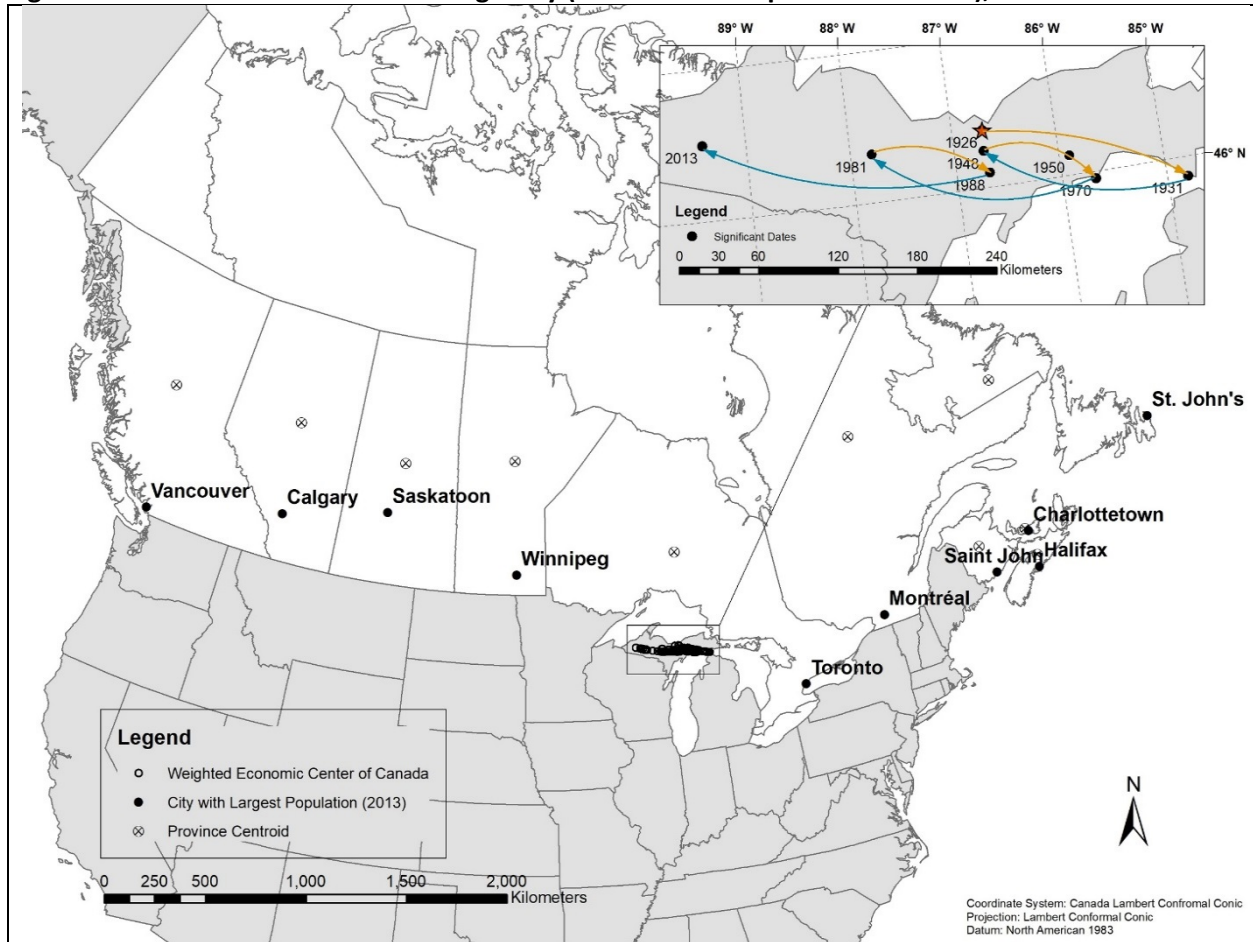 89°W 88°W 87°W 86°W 85°W
46° N
1926
2013 1981 1948 1950
1988 1970 1931
Legend
Significant Dates
0 30 60 120 180 240
Kilometers
St. John's
Vancouver
Calgary
Saskatoon
Charlottetown
Saint John
Halifax
Winnipeg
Montréal
Toronto
Legend
Weighted Economic Center of Canada
City with Largest Population (2013)
Province Centroid
N
0 250 500 1,000 1,500 2,000
Kilometers
Coordinate System: Canada Lambert Confromal Conic
Projection: Lambert Conformal Conic
Datum: North American 1983